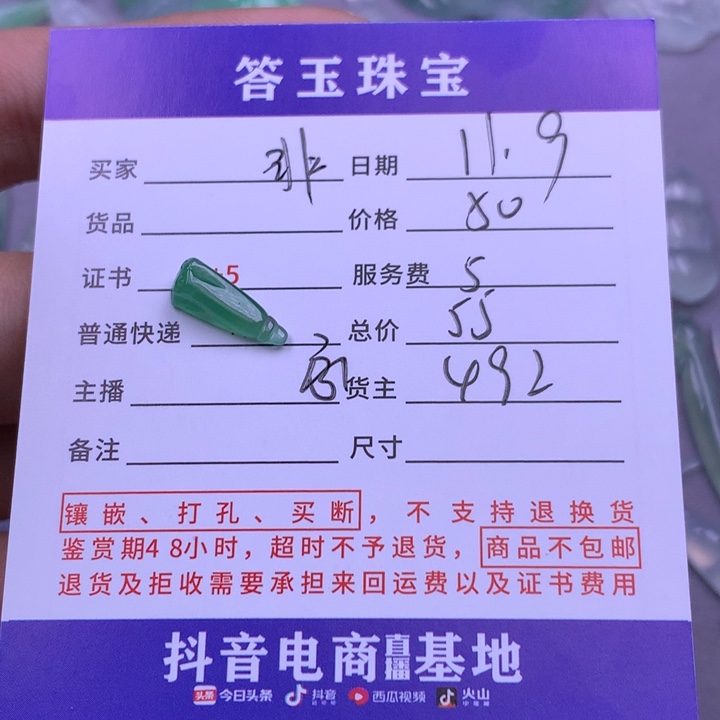 答玉珠宝
买家 非 日期 11.9
货品 价格 50
证书 +5 服务费 5
普通快递 总价 55
主播 货主 492
备注 尺寸
镶嵌、打孔、买断，不支持退换货
鉴赏期48小时，超时不予退货，商品不包邮
退货及拒收需要承担来回运费以及证书费用
抖音电商直播基地
头条 今日头条 抖音 西瓜视频 火山